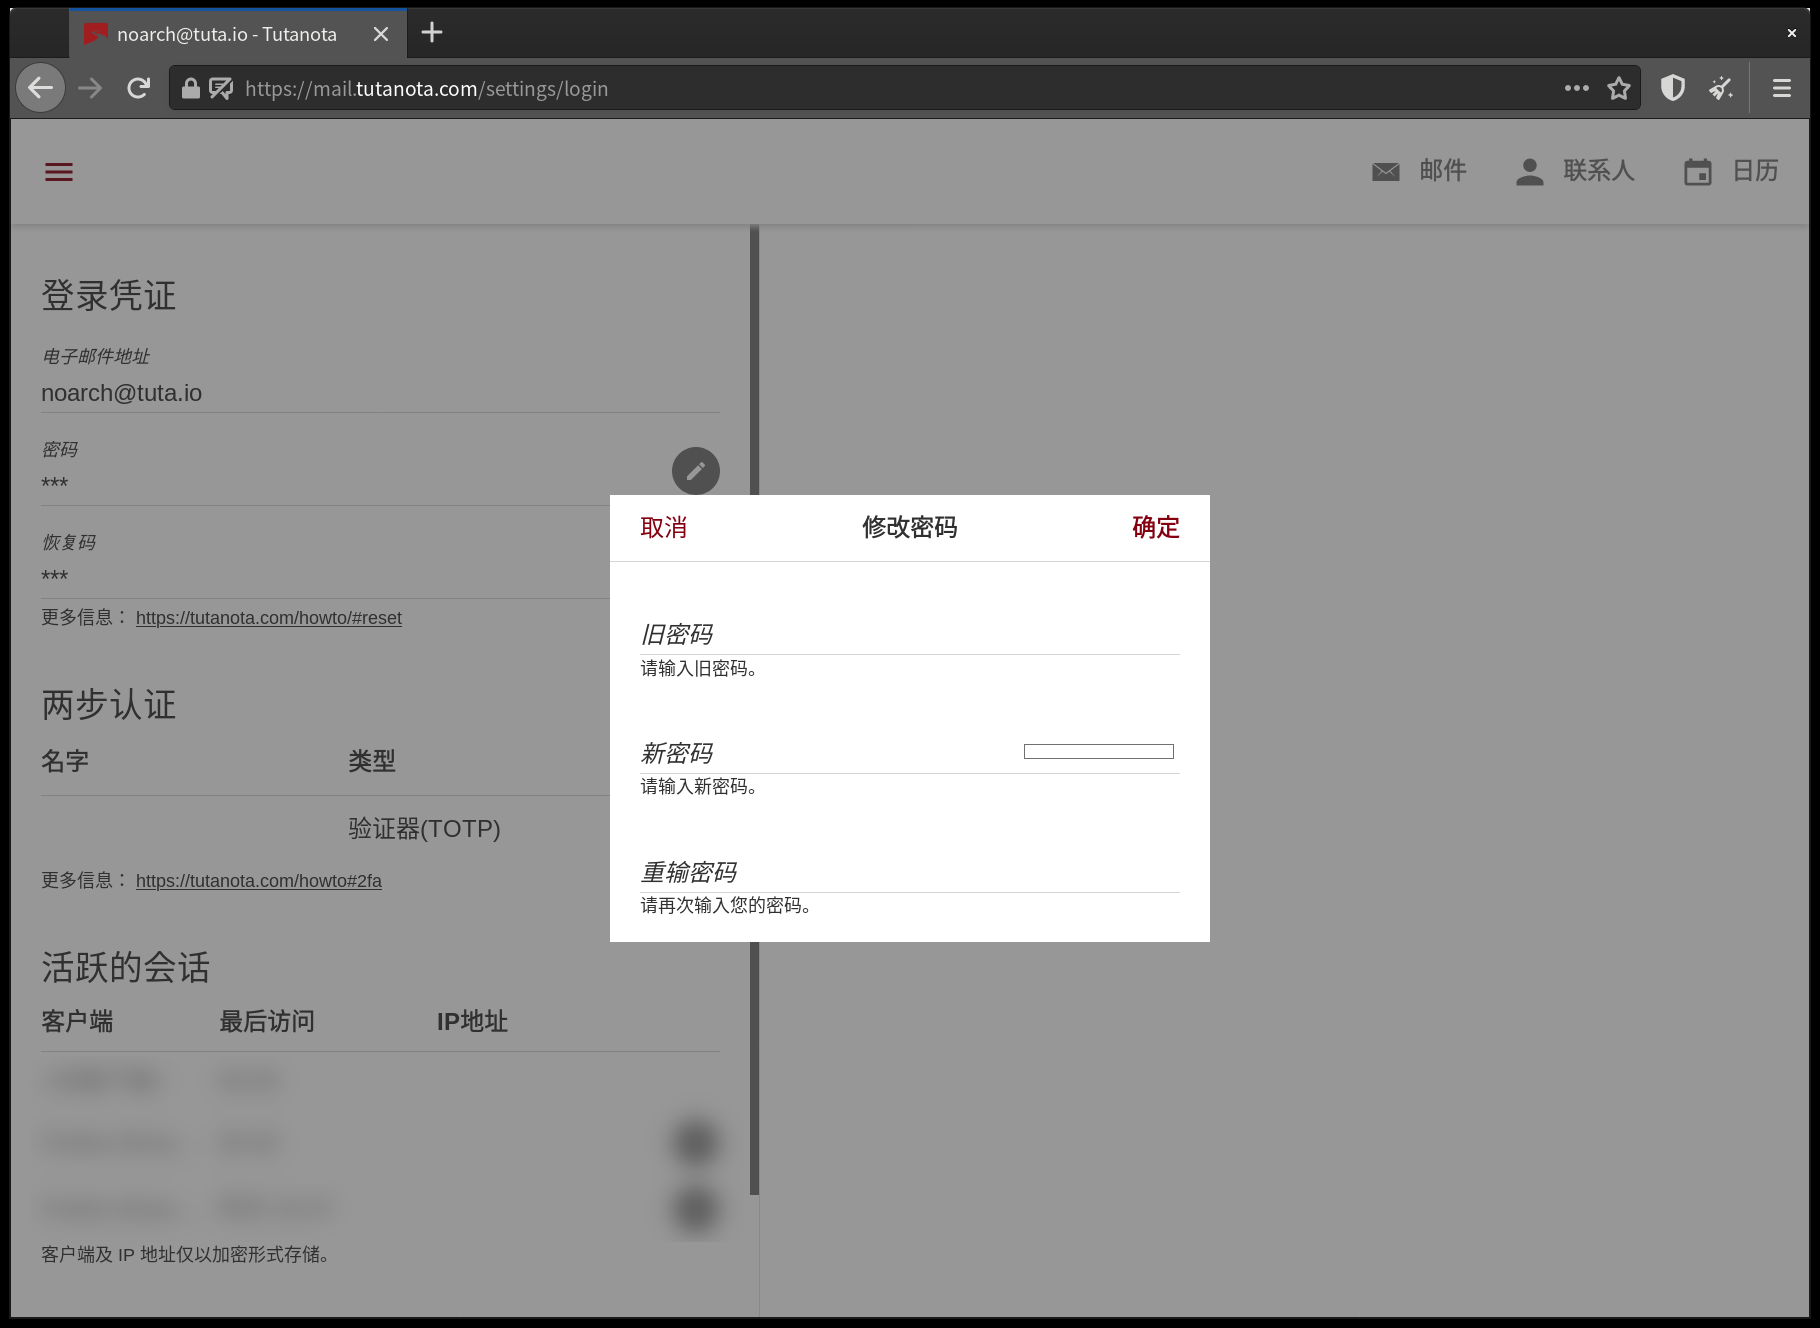 noarch@tuta.io - Tutanota
https://mail.tutanota.com/settings/login
邮件
联系人
日历
登录凭证
电子邮件地址
noarch@tuta.io
密码
***
恢复码
***
更多信息： https://tutanota.com/howto/#reset
两步认证
名字 类型
验证器(TOTP)
更多信息： https://tutanota.com/howto#2fa
活跃的会话
客户端 最后访问 IP地址
客户端及 IP 地址仅以加密形式存储。
取消 修改密码 确定
旧密码
请输入旧密码。
新密码
请输入新密码。
重输密码
请再次输入您的密码。